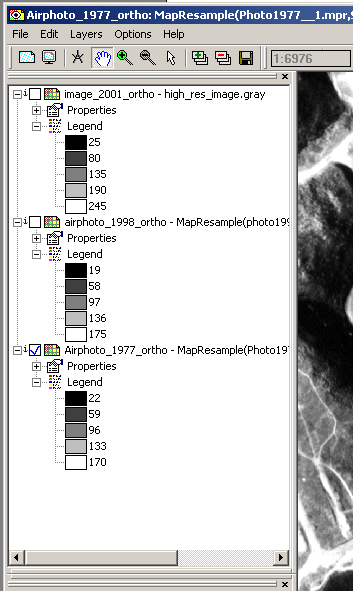 Airphoto_1977_ortho: MapResample(Photo1977__1.mpr,
File Edit Layers Options Help
1:6976
image_2001_ortho - high_res_image.gray
Properties
Legend
25
80
135
190
245
airphoto_1998_ortho - MapResample(photo199
Properties
Legend
19
58
97
136
175
Airphoto_1977_ortho - MapResample(Photo197
Properties
Legend
22
59
96
133
170